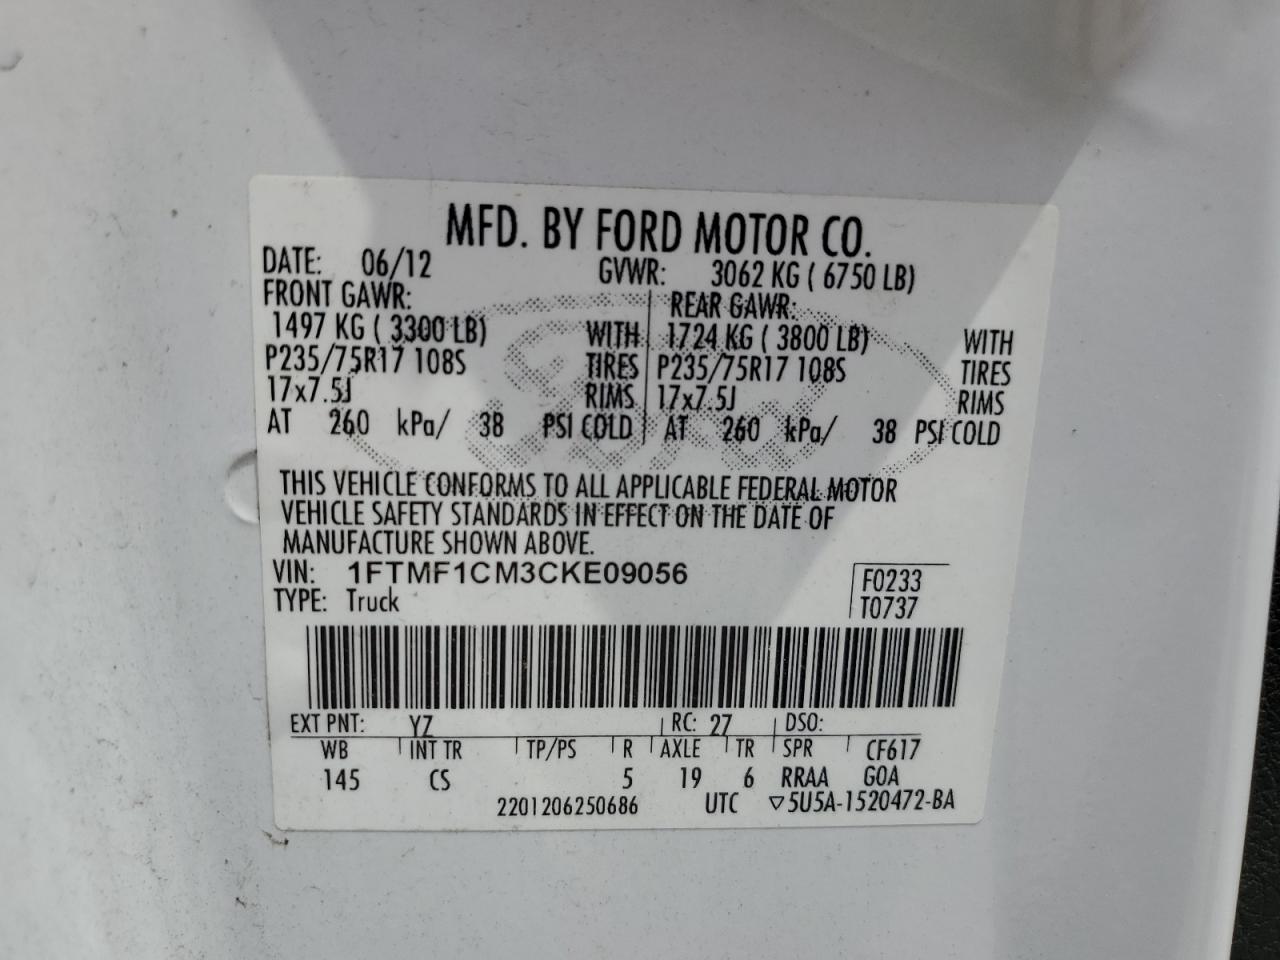 MFD. BY FORD MOTOR CO.
DATE: 06/12 GVWR: 3062 KG ( 6750 LB)
FRONT GAWR: REAR GAWR:
1497 KG ( 3300 LB) WITH 1724 KG ( 3800 LB) WITH
P235/75R17 108S TIRES P235/75R17 108S TIRES
17x7.5J RIMS 17x7.5J RIMS
AT 260 kPa/ 38 PSI COLD AT 260 kPa/ 38 PSI COLD
THIS VEHICLE CONFORMS TO ALL APPLICABLE FEDERAL MOTOR
VEHICLE SAFETY STANDARDS IN EFFECT ON THE DATE OF
MANUFACTURE SHOWN ABOVE.
VIN: 1FTMF1CM3CKE09056 F0233
TYPE: Truck T0737
EXT PNT: YZ RC: 27 DSO:
WB INT TR TP/PS R AXLE TR SPR CF617
145 CS 5 19 6 RRAA GOA
2201206250686 UTC ▽5U5A-1520472-BA